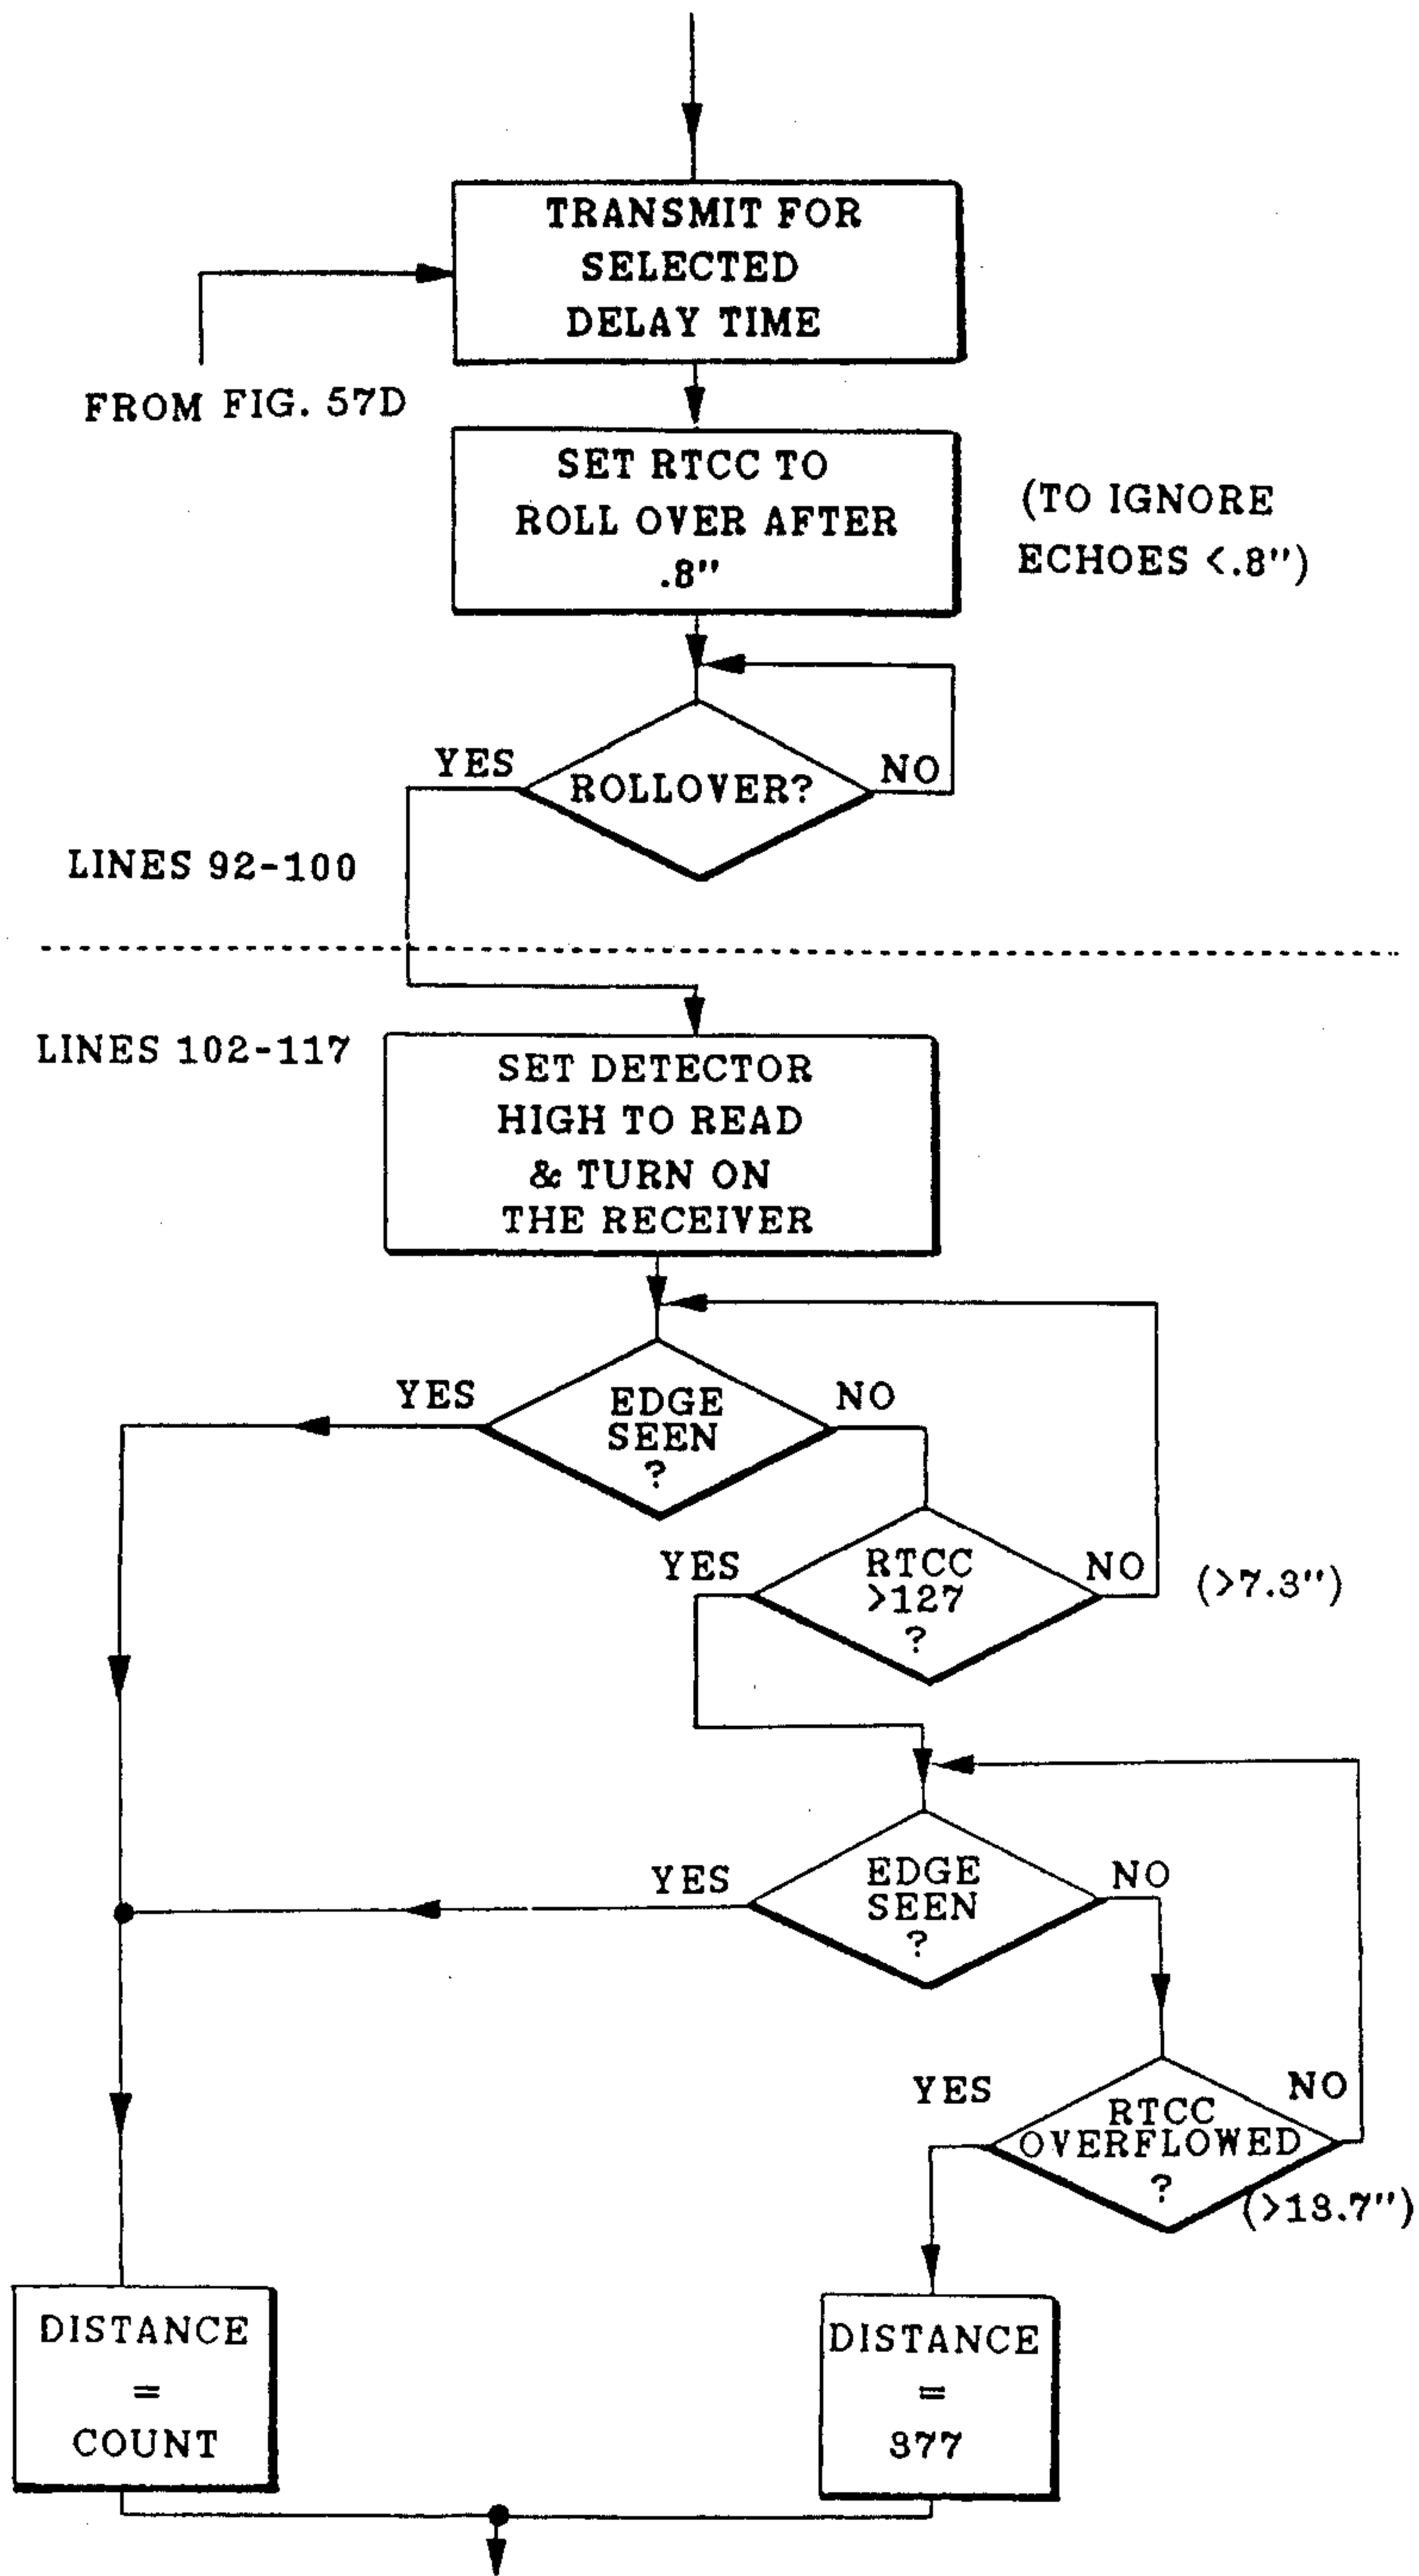 TRANSMIT FOR
SELECTED
DELAY TIME
FROM FIG. 57D
SET RTCC TO
ROLL OVER AFTER
.8"
(TO IGNORE
ECHOES <.8")
YES
NO
ROLLOVER?
LINES 92-100
LINES 102-117
SET DETECTOR
HIGH TO READ
& TURN ON
THE RECEIVER
YES
NO
EDGE
SEEN
?
YES
NO
RTCC
>127
?
(>7.3")
YES
NO
EDGE
SEEN
?
YES
NO
RTCC
OVERFLOWED
?
(>13.7")
DISTANCE
=
COUNT
DISTANCE
=
377